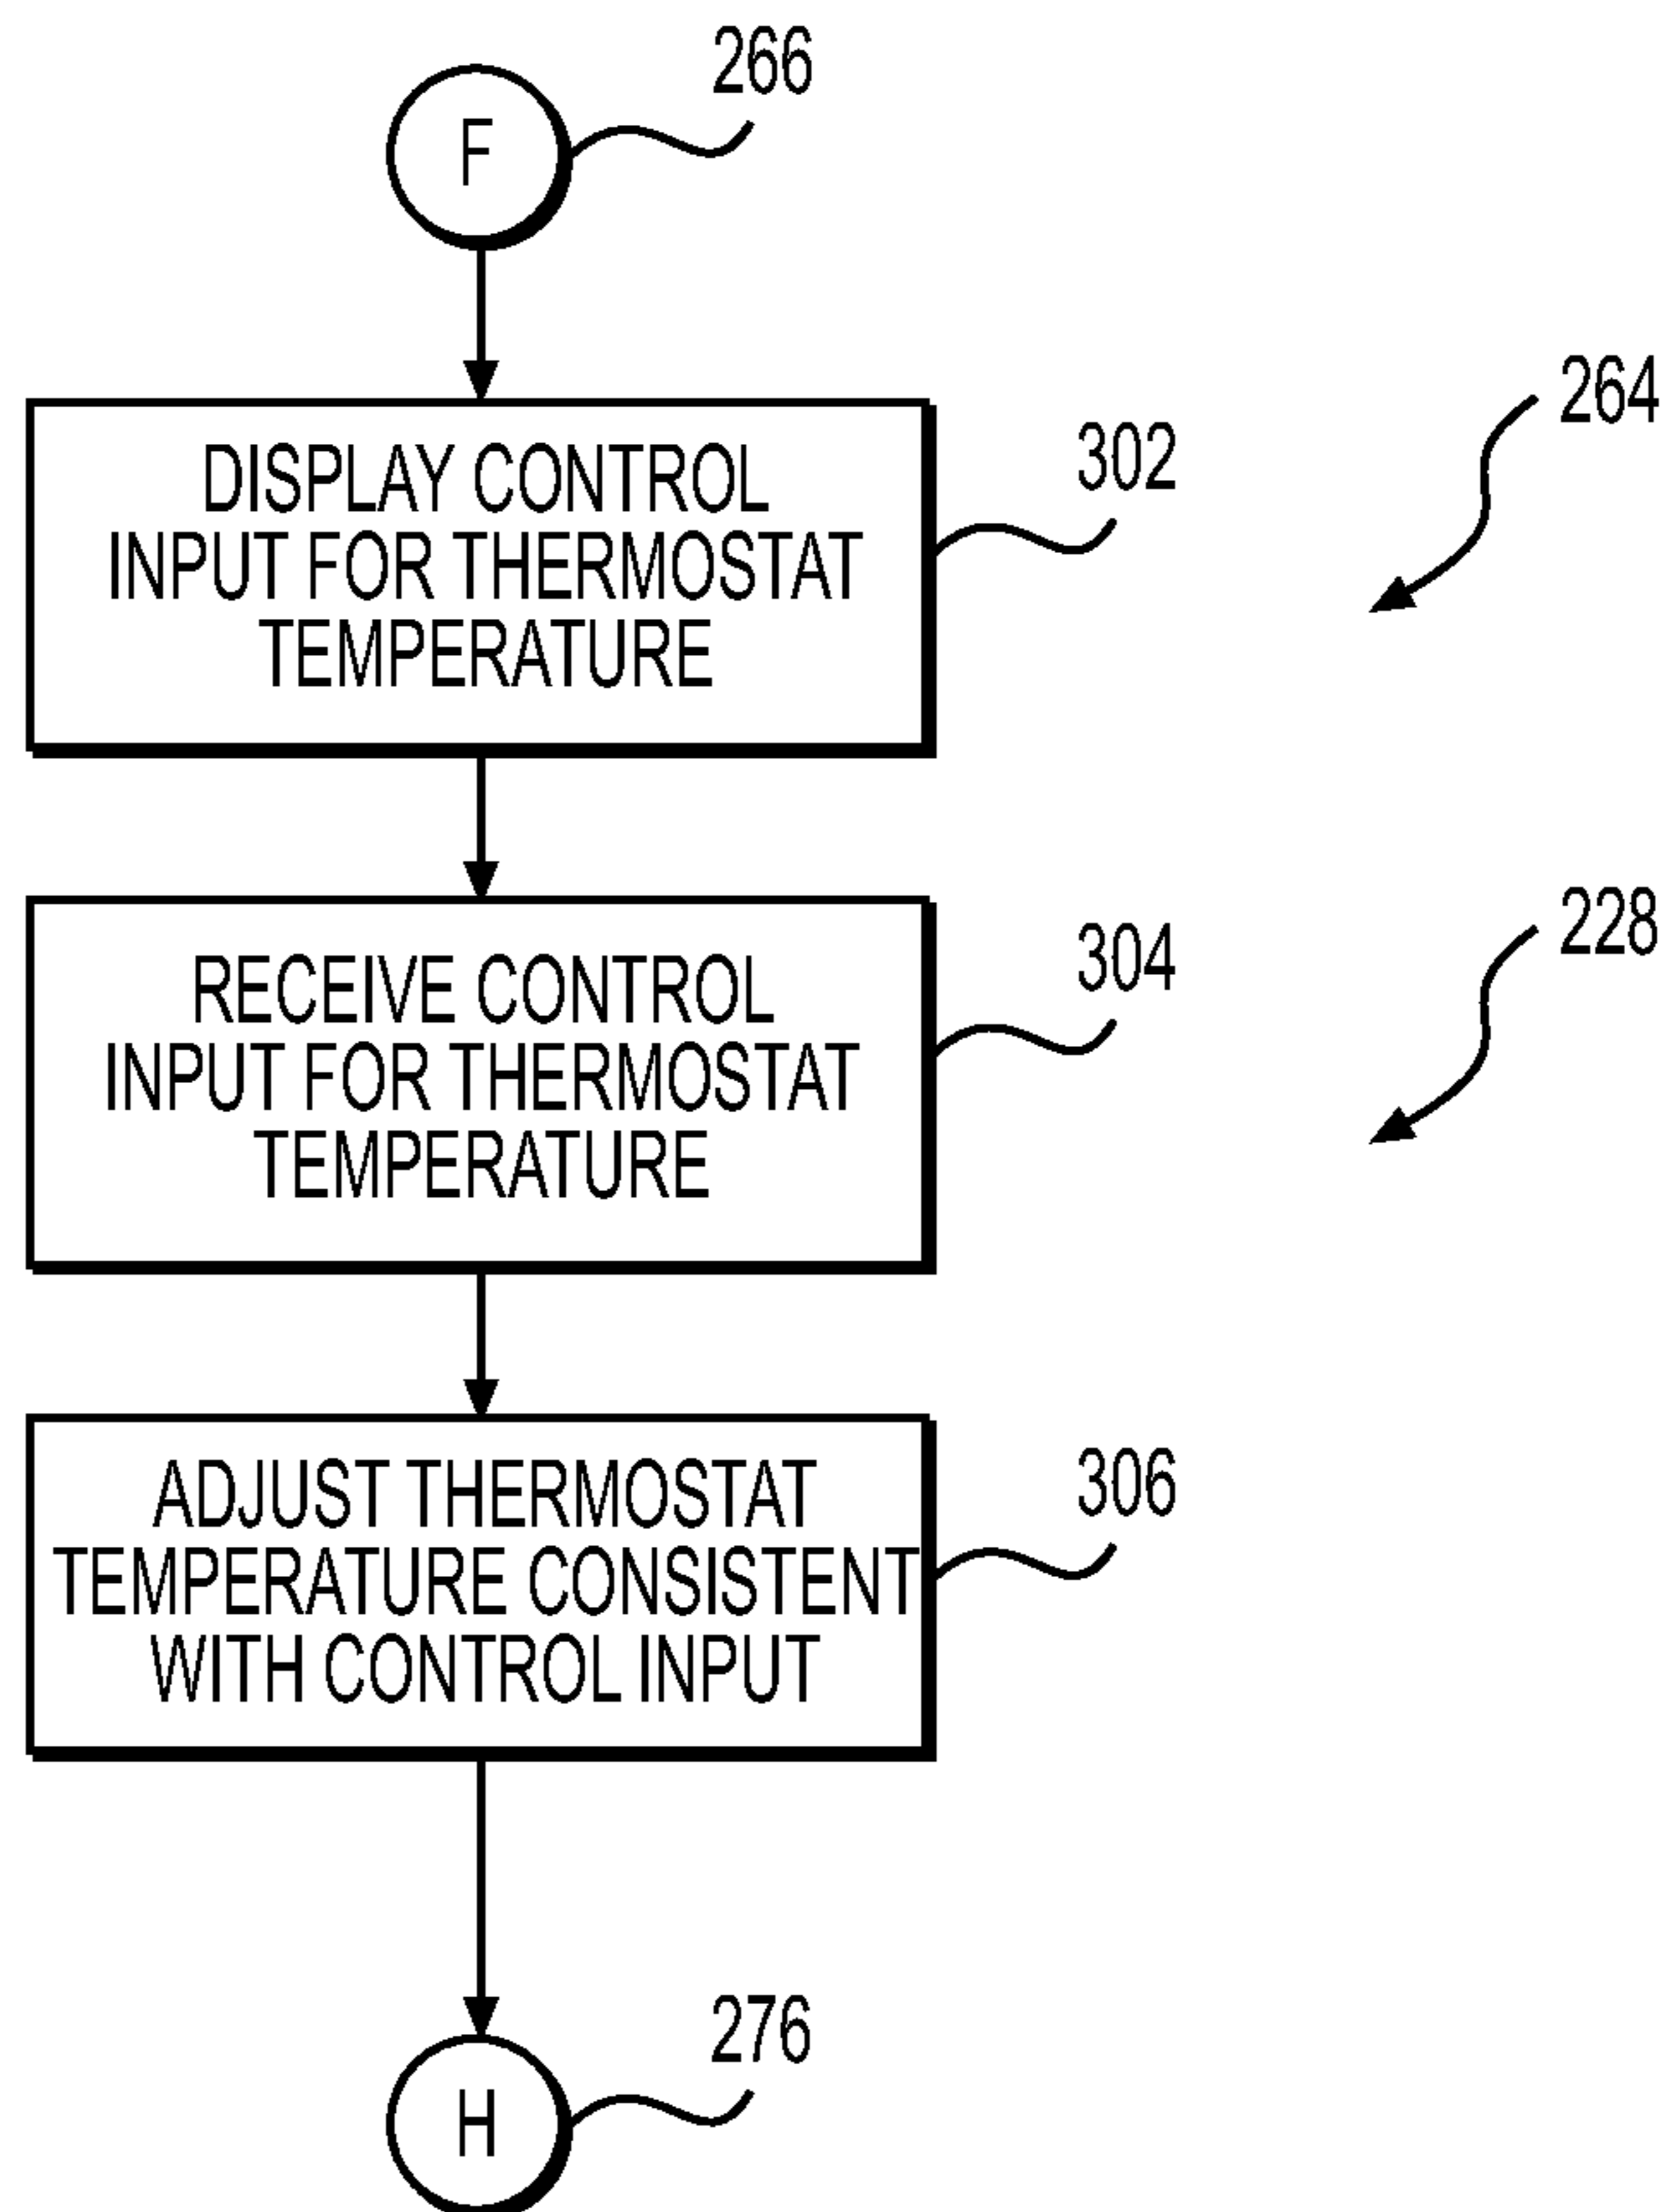 266
F
264
302
DISPLAY CONTROL
INPUT FOR THERMOSTAT
TEMPERATURE
228
304
RECEIVE CONTROL
INPUT FOR THERMOSTAT
TEMPERATURE
306
ADJUST THERMOSTAT
TEMPERATURE CONSISTENT
WITH CONTROL INPUT
276
H